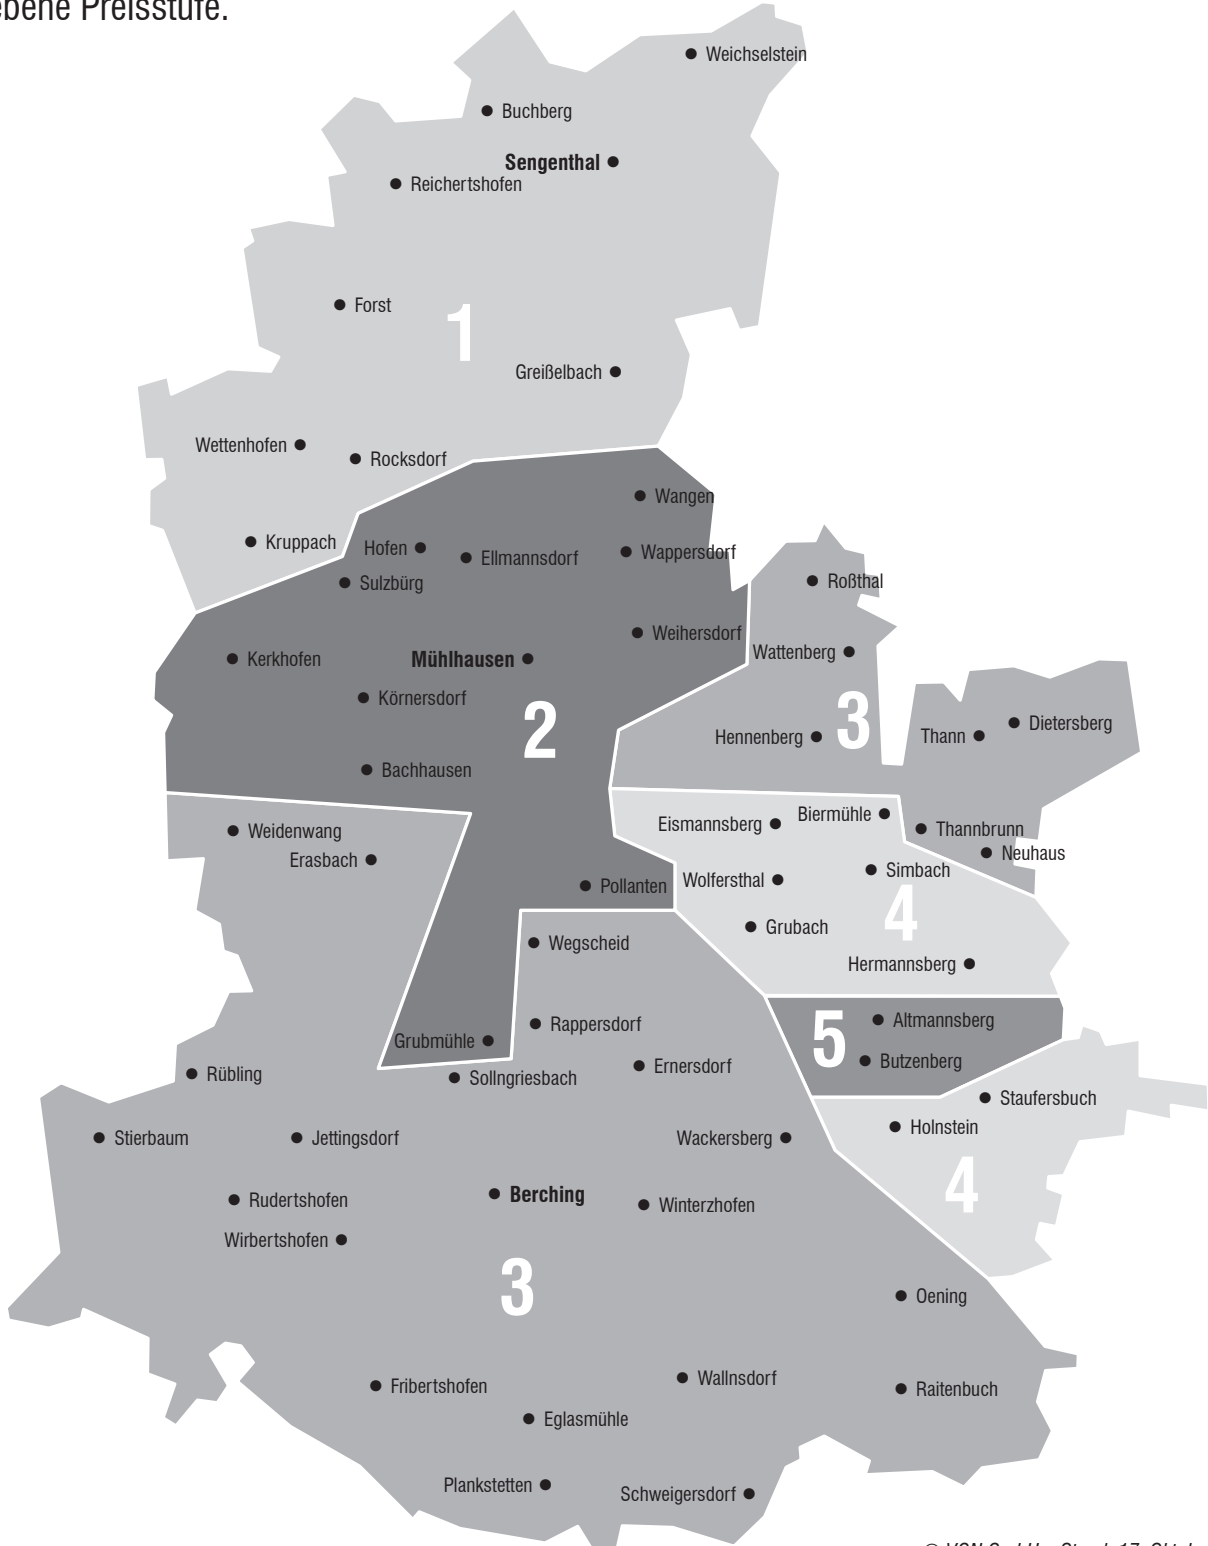 ebene Preisstufe.
Weichselstein
Buchberg
Sengenthal
Reichertshofen
Forst
1
Greißelbach
Wettenhofen
Rocksdorf
Wangen
Kruppach
Hofen
Ellmannsdorf
Wappersdorf
Sulzbürg
Roßthal
Weihersdorf
Wattenberg
Kerkhofen
Mühlhausen
Körnersdorf
2
3
Dietersberg
Hennenberg
Thann
Bachhausen
Biermühle
Eismannsberg
Weidenwang
Thannbrunn
Erasbach
Neuhaus
Simbach
Wolfersthal
Pollanten
4
Grubach
Wegscheid
Hermannsberg
Rappersdorf
Altmannsberg
5
Grubmühle
Butzenberg
Ernersdorf
Rübling
Sollngriesbach
Staufersbuch
Holnstein
Stierbaum
Jettingsdorf
Wackersberg
4
Berching
Rudertshofen
Winterzhofen
Wirbertshofen
3
Oening
Wallnsdorf
Fribertshofen
Raitenbuch
Eglasmühle
Plankstetten
Schweigersdorf